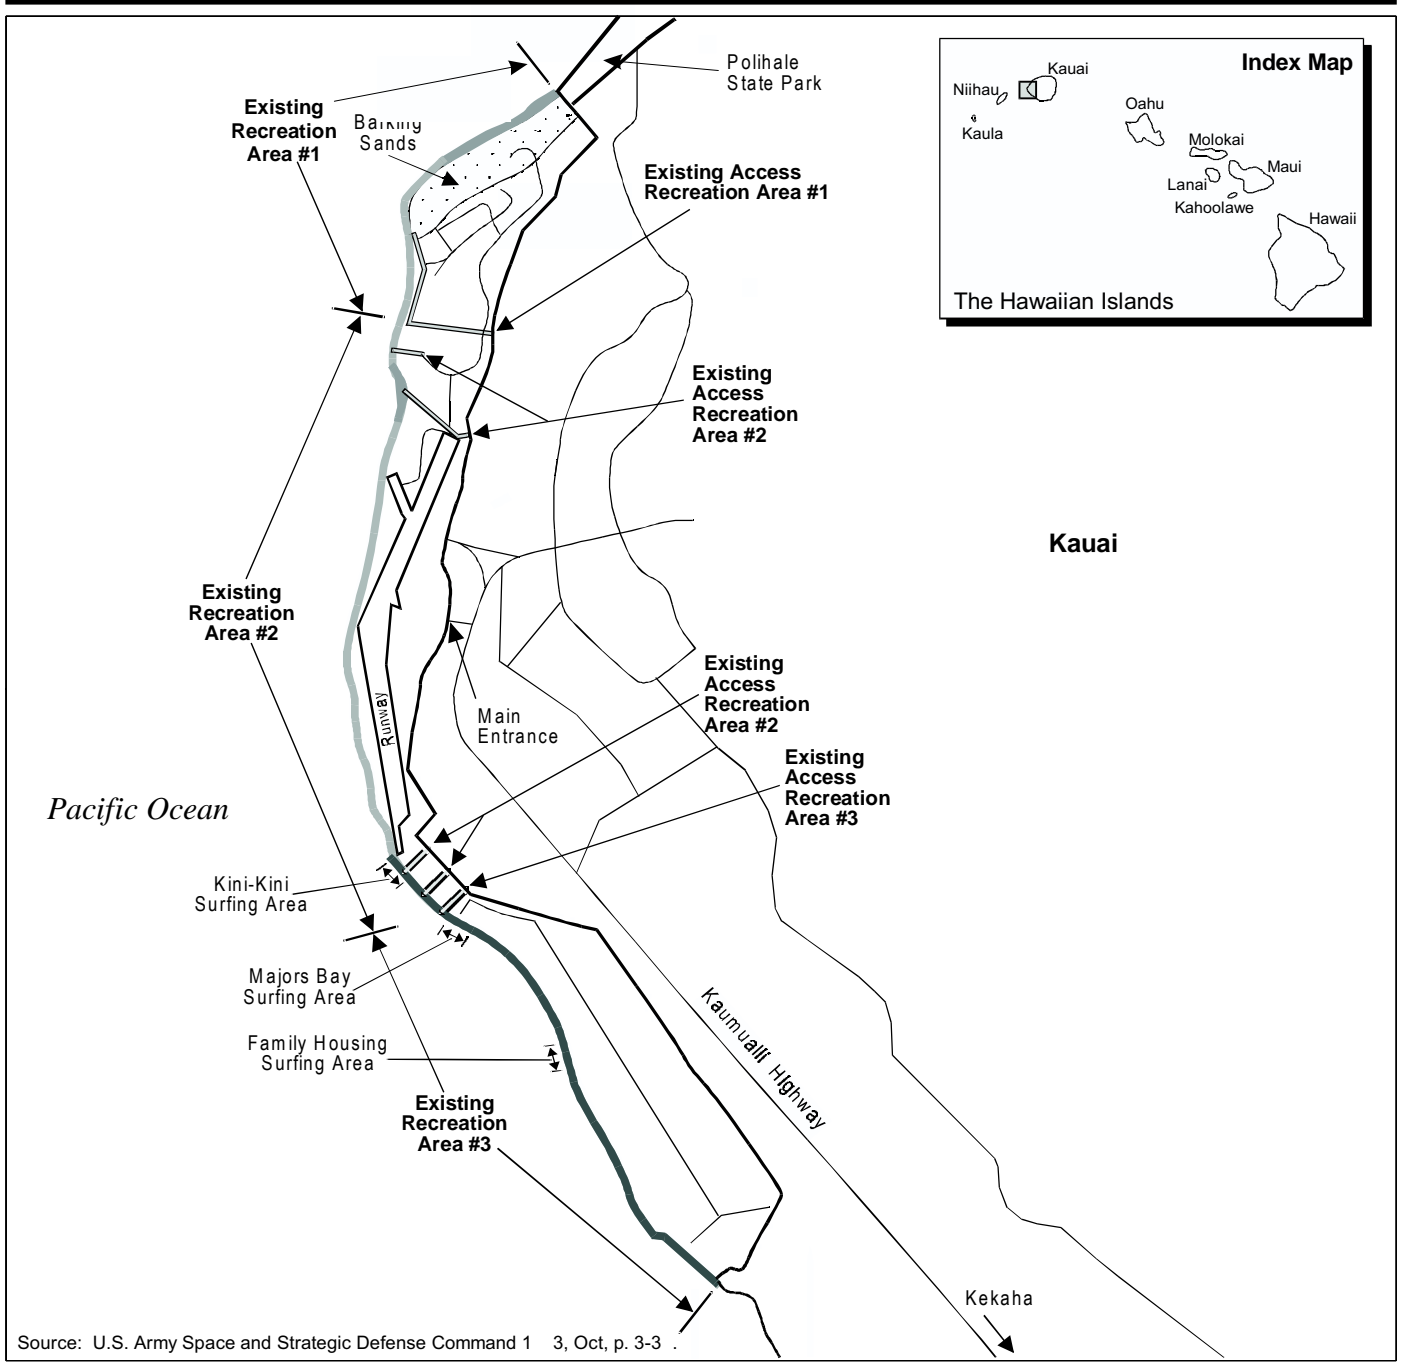 Polihale
State Park
Existing
Recreation
Area #1
Barking
Sands
Existing Access
Recreation Area #1
Index Map
Kauai
Niihau
Kaula
Oahu
Molokai
Maui
Lanai
Kahoolawe
Hawaii
The Hawaiian Islands
Existing
Access
Recreation
Area #2
Kauai
Existing
Recreation
Area #2
Runway
Main
Entrance
Existing
Access
Recreation
Area #2
Existing
Access
Recreation
Area #3
Pacific Ocean
Kini-Kini
Surfing Area
Majors Bay
Surfing Area
Family Housing
Surfing Area
Existing
Recreation
Area #3
Kaumualii Highway
Kekaha
Source: U.S. Army Space and Strategic Defense Command 1 3, Oct, p. 3-3 .